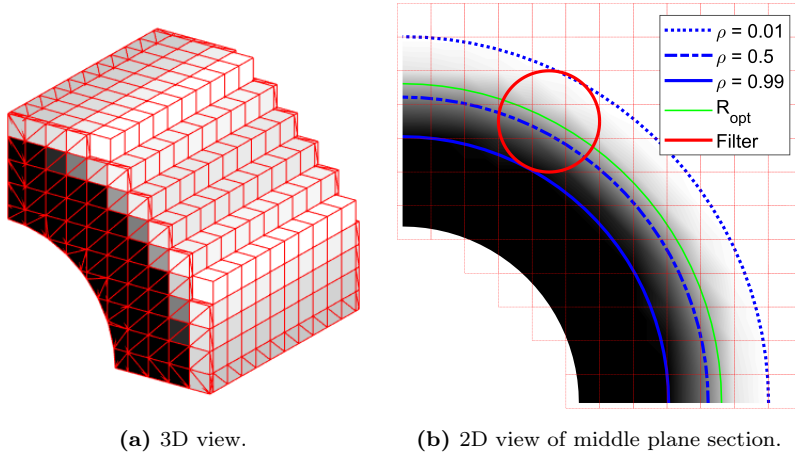 ρ = 0.01
ρ = 0.5
ρ = 0.99
R_opt
Filter
(a) 3D view.
(b) 2D view of middle plane section.